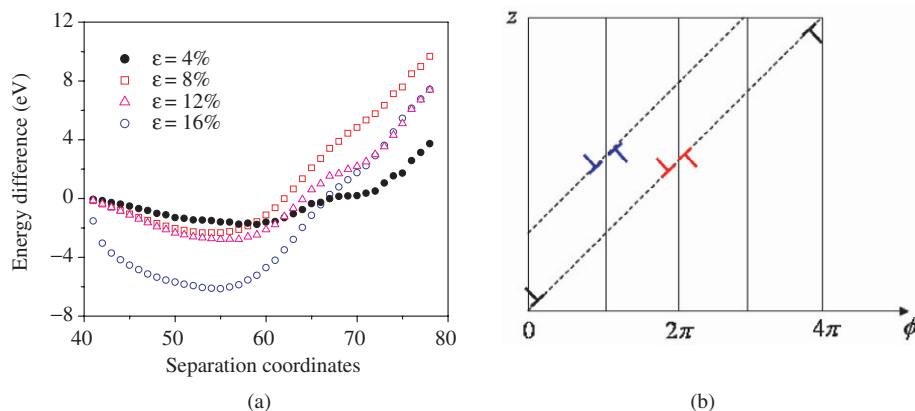 12
8
4
0
−4
−8
Energy difference (eV)
ε = 4%
ε = 8%
ε = 12%
ε = 16%
40 50 60 70 80
Separation coordinates
(a)
z
0 2π 4π ϕ
(b)